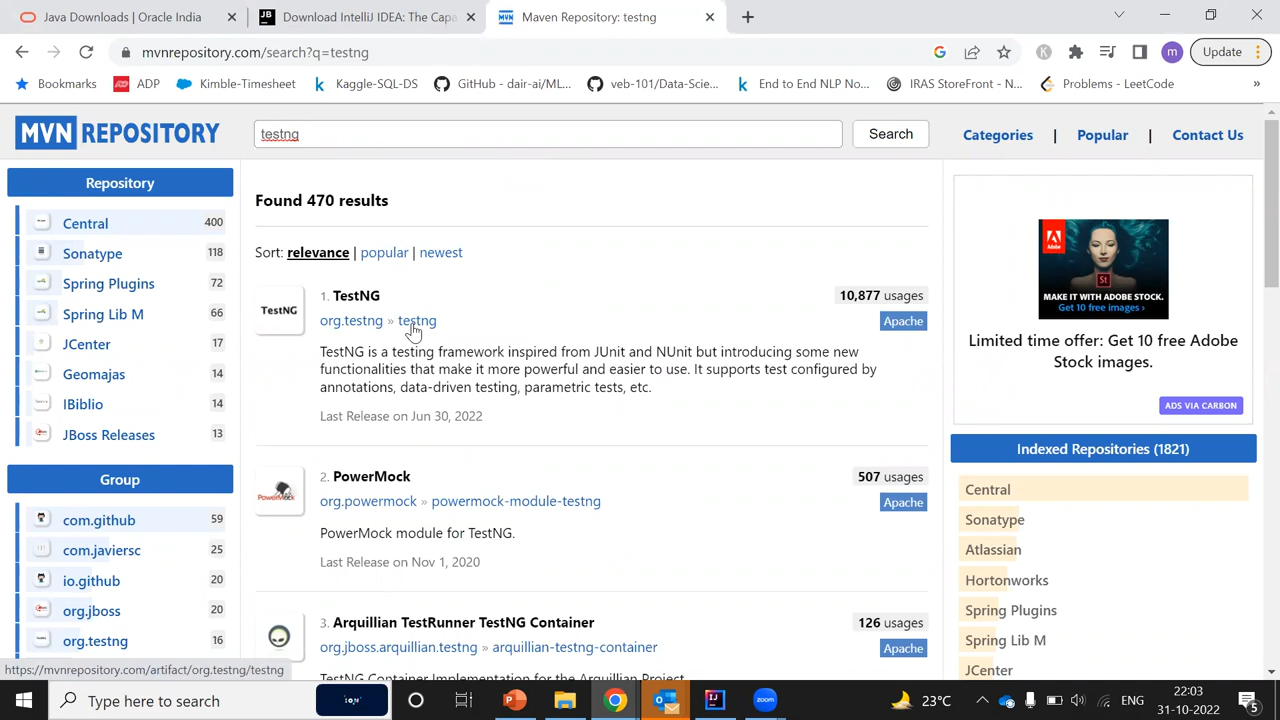 Java Downloads | Oracle India
Download IntelliJ IDEA: The Capa
Maven Repository: testng
mvnrepository.com/search?q=testng
Update
Bookmarks
ADP
Kimble-Timesheet
Kaggle-SQL-DS
GitHub - dair-ai/ML...
veb-101/Data-Scie...
End to End NLP No...
IRAS StoreFront - N...
Problems - LeetCode
MVN REPOSITORY
testng
Search
Categories | Popular | Contact Us
Repository
Central 400
Sonatype 118
Spring Plugins 72
Spring Lib M 66
JCenter 17
Geomajas 14
IBiblio 14
JBoss Releases 13
Group
com.github 59
com.javiersc 25
io.github 20
org.jboss 20
org.testng 16
https://mvnrepository.com/artifact/org.testng/testng
Found 470 results
Sort: relevance | popular | newest
TestNG
1. TestNG
10,877 usages
org.testng » testng
Apache
TestNG is a testing framework inspired from JUnit and NUnit but introducing some new
functionalities that make it more powerful and easier to use. It supports test configured by
annotations, data-driven testing, parametric tests, etc.
Last Release on Jun 30, 2022
PowerMock
2. PowerMock
507 usages
org.powermock » powermock-module-testng
Apache
PowerMock module for TestNG.
Last Release on Nov 1, 2020
3. Arquillian TestRunner TestNG Container
126 usages
org.jboss.arquillian.testng » arquillian-testng-container
Apache
TestNG Container Implementation for the Arquillian Project
MAKE IT WITH ADOBE STOCK.
Get 10 free images ›
St
Limited time offer: Get 10 free Adobe
Stock images.
ADS VIA CARBON
Indexed Repositories (1821)
Central
Sonatype
Atlassian
Hortonworks
Spring Plugins
Spring Lib M
JCenter
Type here to search
23°C
ENG
22:03
31-10-2022
5